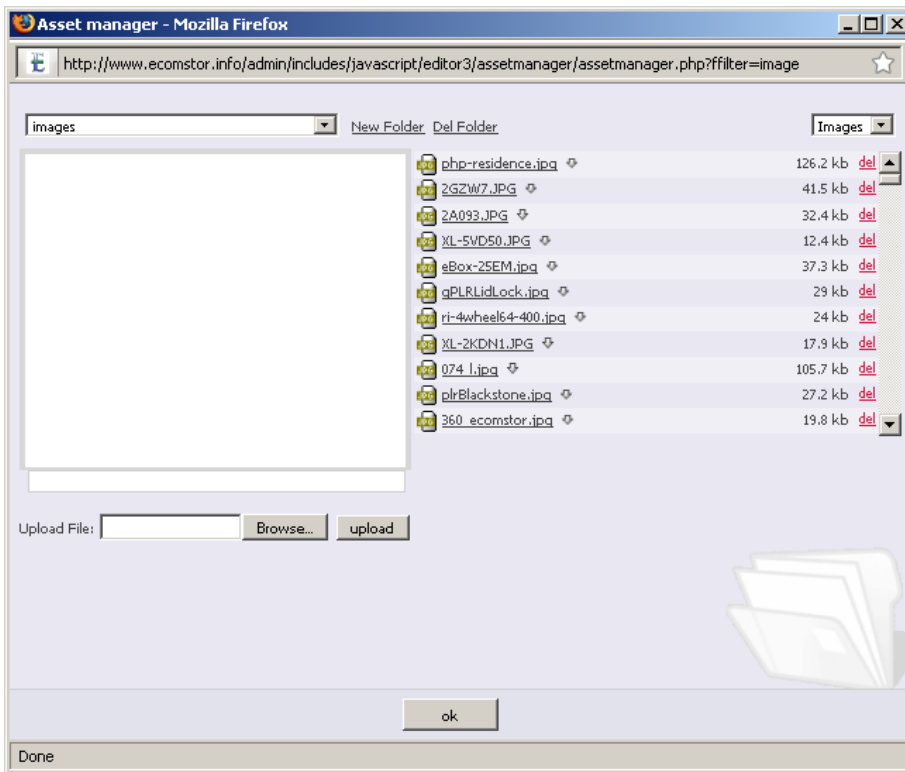 Asset manager - Mozilla Firefox
http://www.ecomstor.info/admin/includes/javascript/editor3/assetmanager/assetmanager.php?ffilter=image
images New Folder Del Folder Images
php-residence.jpg 126.2 kb del
2GZW7.JPG 41.5 kb del
2A093.JPG 32.4 kb del
XL-5VD50.JPG 12.4 kb del
eBox-25EM.jpg 37.3 kb del
gPLRLidLock.jpg 29 kb del
ri-4wheel64-400.jpg 24 kb del
XL-2KDN1.JPG 17.9 kb del
074_l.jpg 105.7 kb del
plrBlackstone.jpg 27.2 kb del
360_ecomstor.jpg 19.8 kb del
Upload File: Browse... upload
ok
Done